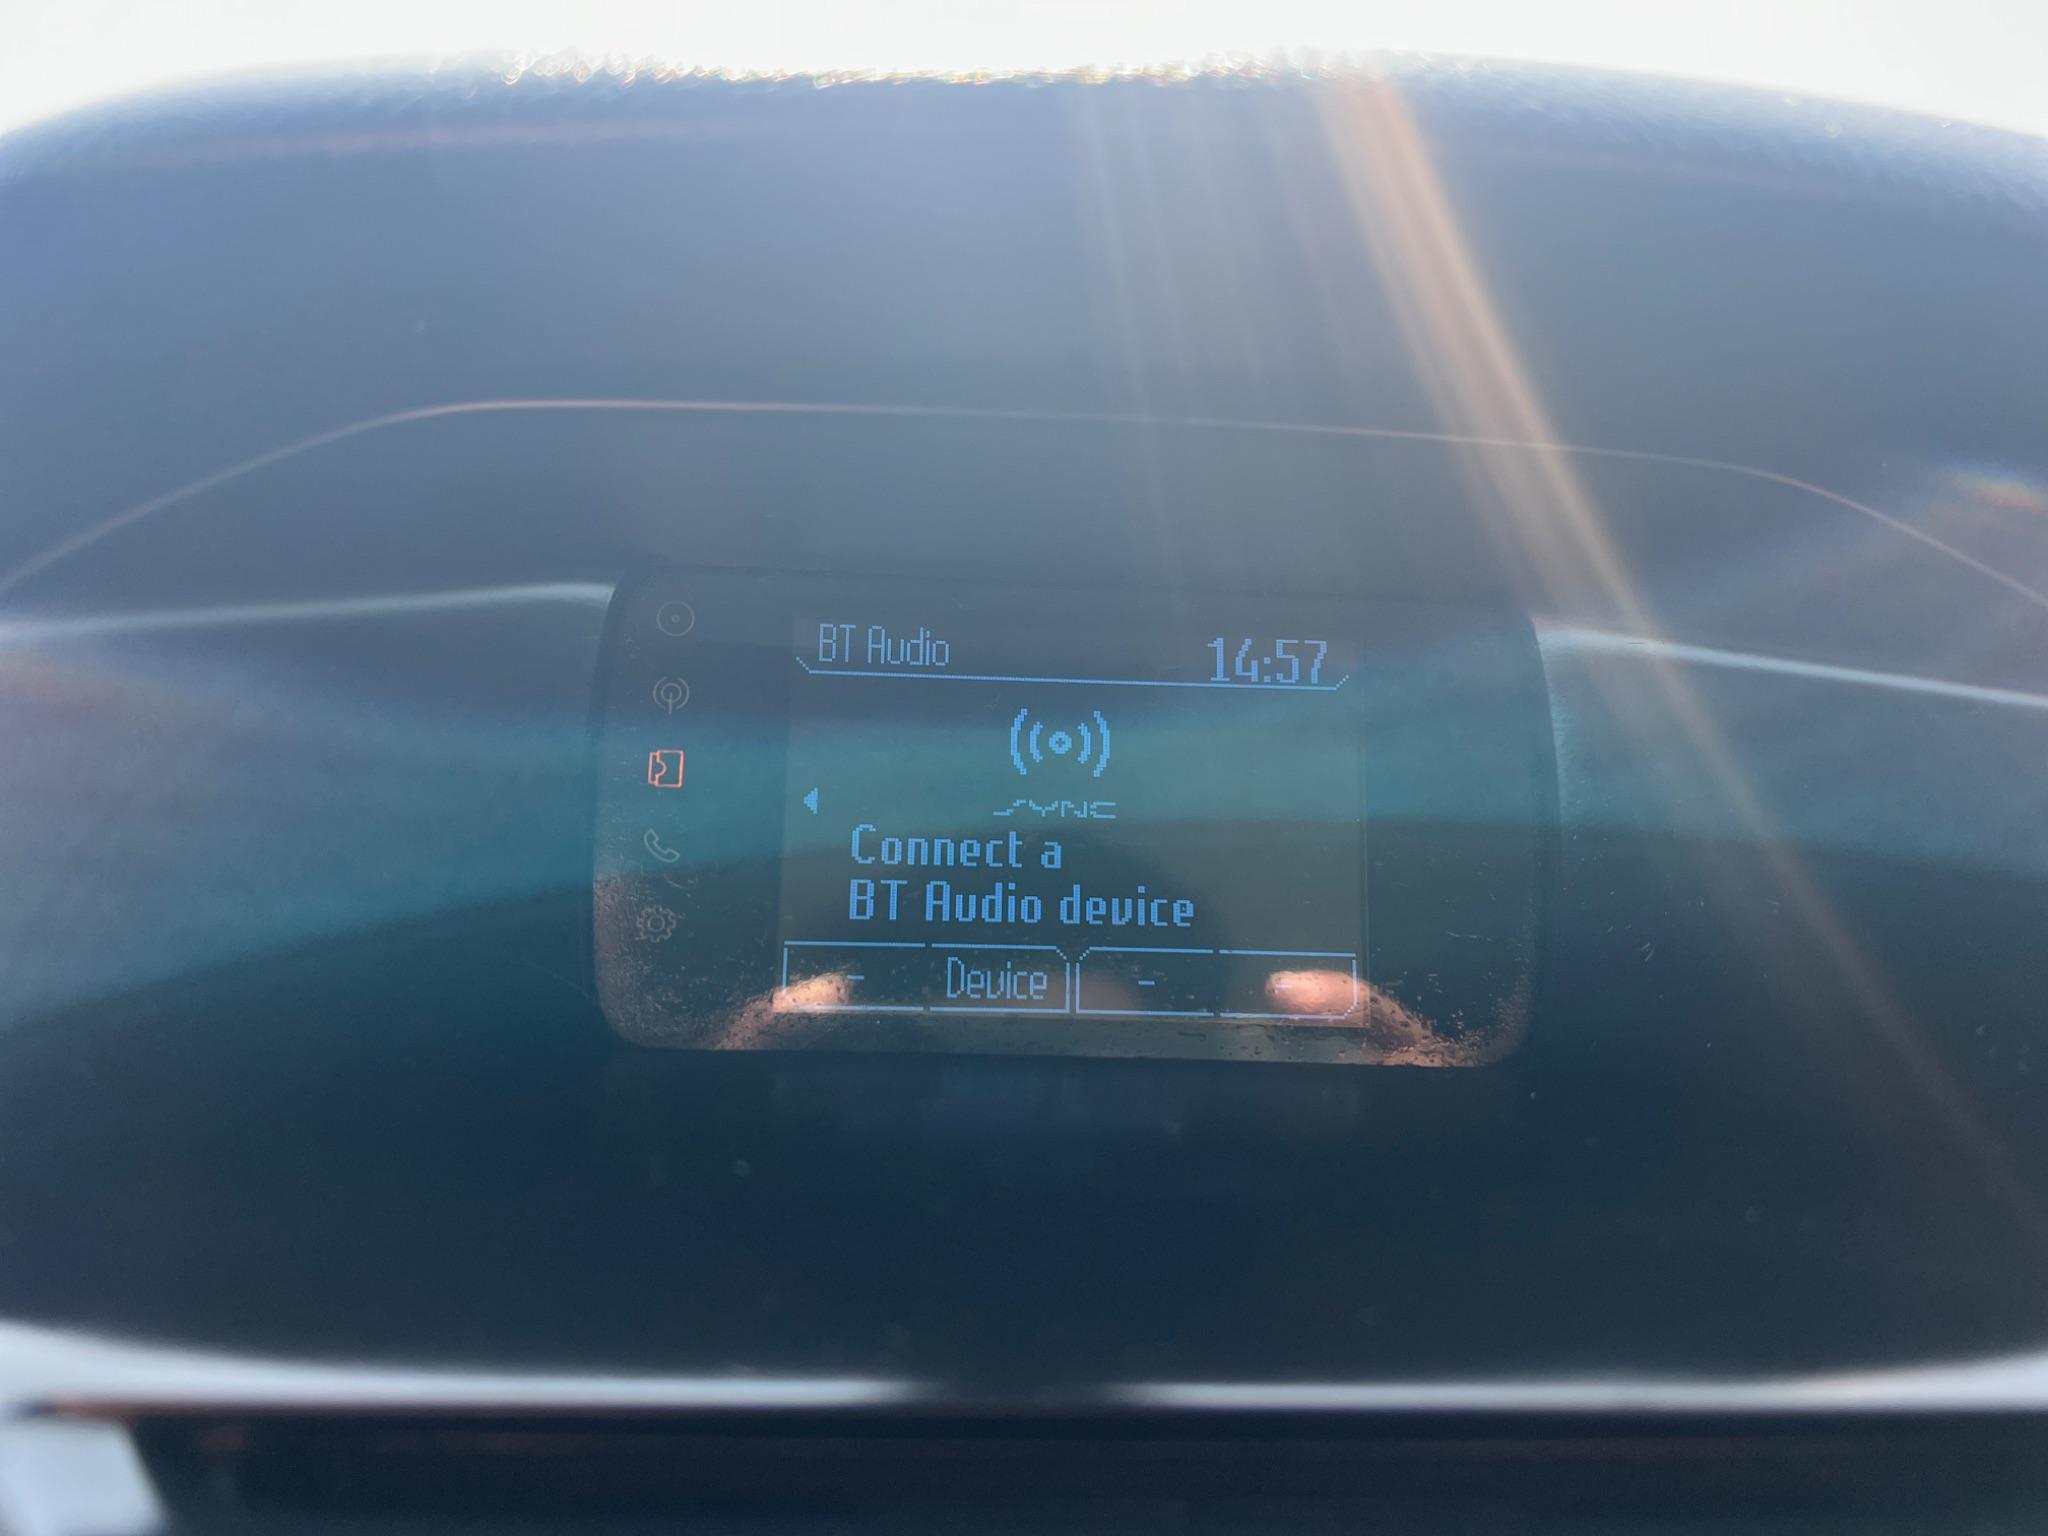 BT Audio 14:57
SYNC
Connect a
BT Audio device
- Device - -